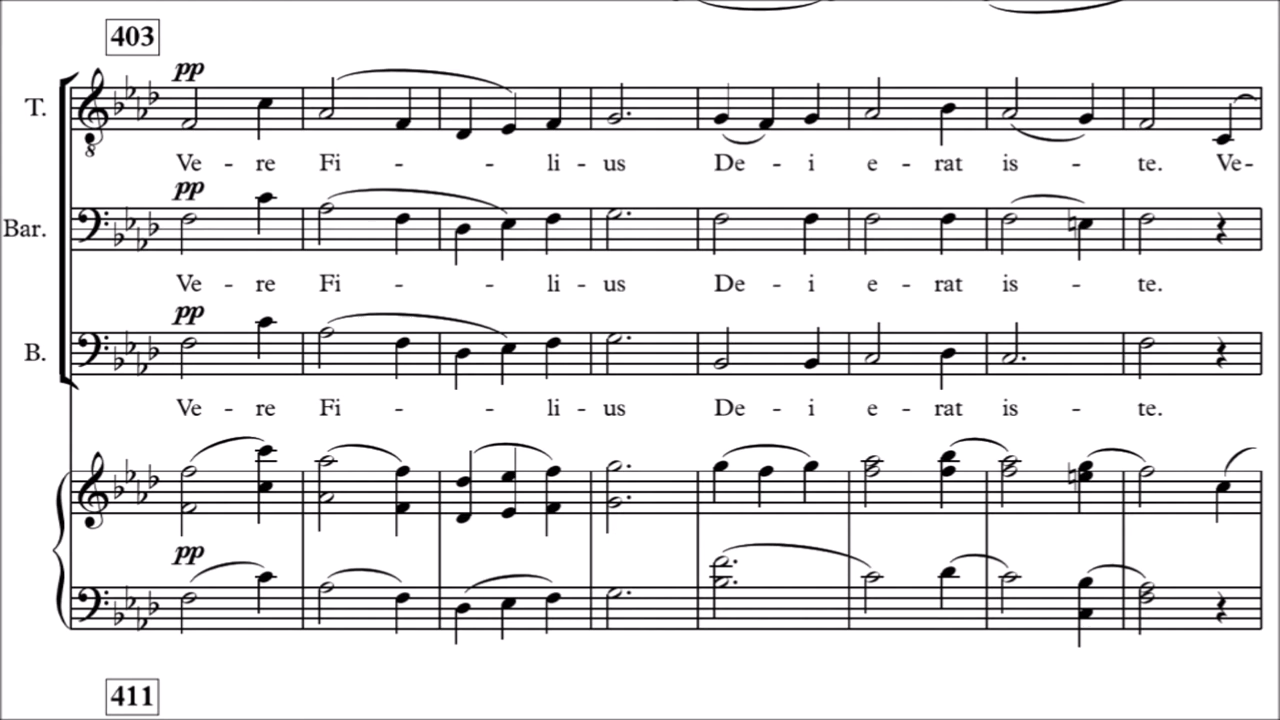 403
pp
T.
8
Ve - re Fi - - li - us De - i e - rat is - te. Ve-
pp
Bar.
Ve - re Fi - - li - us De - i e - rat is - te.
pp
B.
Ve - re Fi - - li - us De - i e - rat is - te.
pp
411